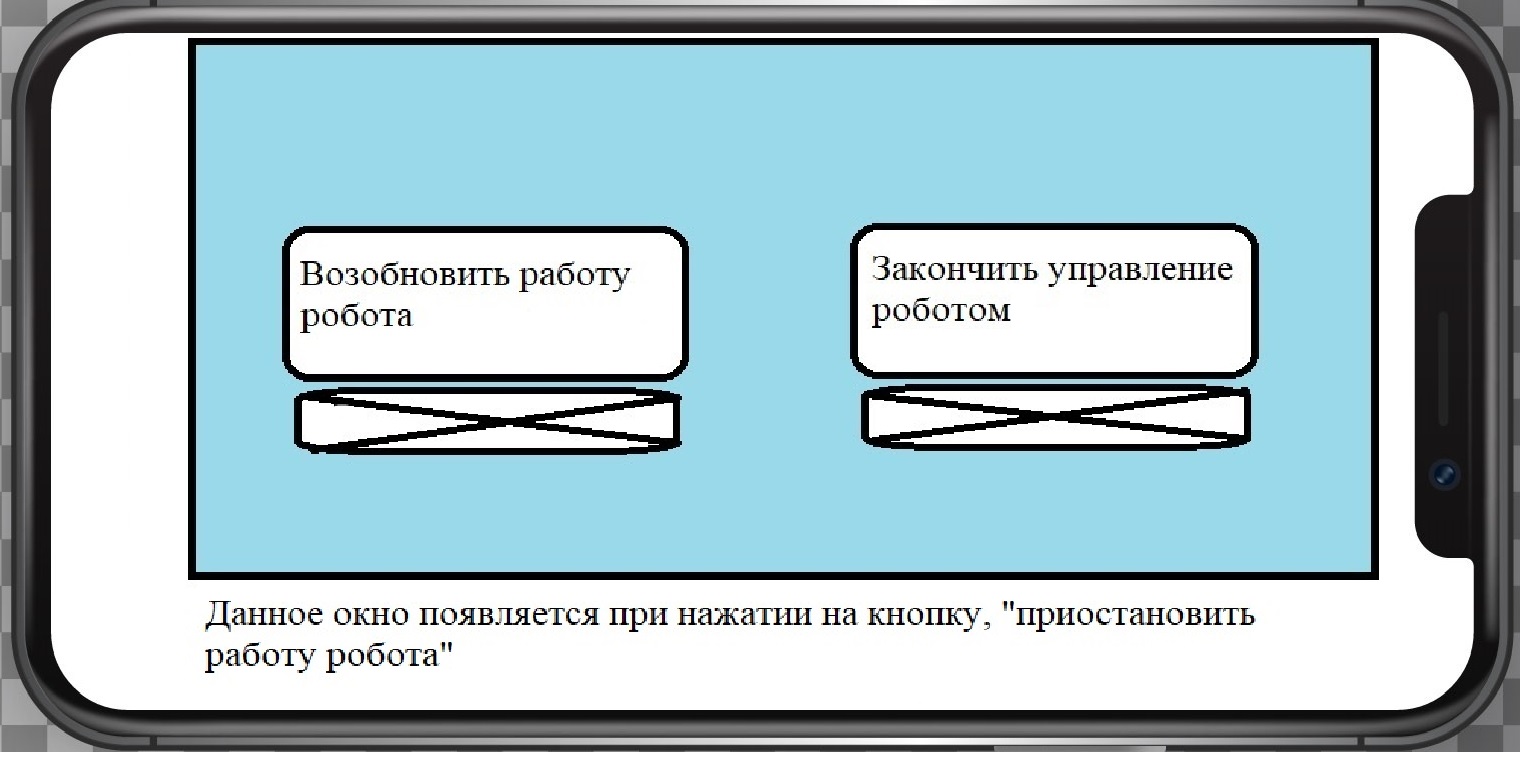 Возобновить работу
робота
Закончить управление
роботом
Данное окно появляется при нажатии на кнопку, "приостановить
работу робота"